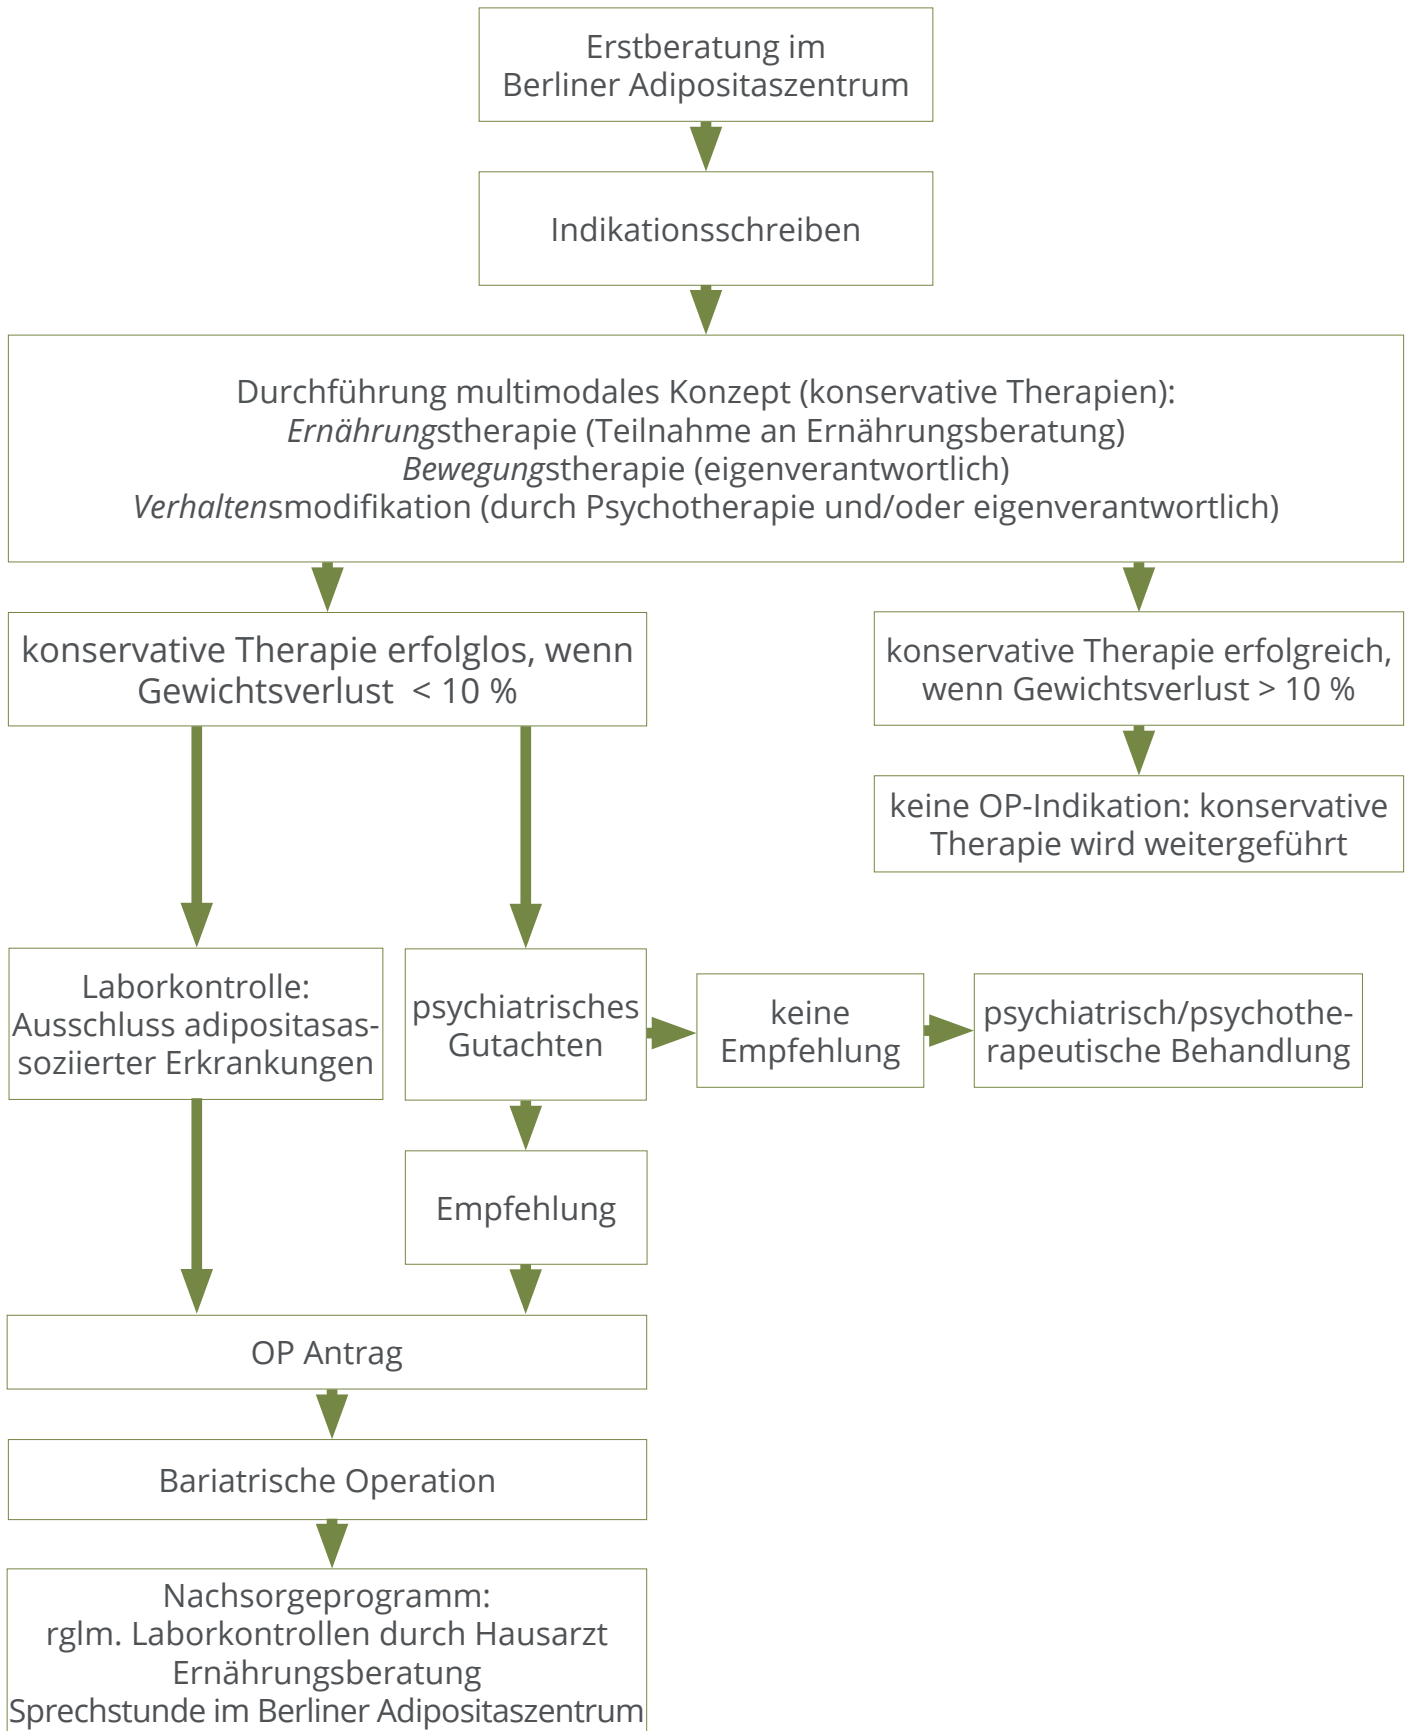 Erstberatung im
Berliner Adipositaszentrum
Indikationsschreiben
Durchführung multimodales Konzept (konservative Therapien):
Ernährungstherapie (Teilnahme an Ernährungsberatung)
Bewegungstherapie (eigenverantwortlich)
Verhaltensmodifikation (durch Psychotherapie und/oder eigenverantwortlich)
konservative Therapie erfolglos, wenn
Gewichtsverlust < 10 %
konservative Therapie erfolgreich,
wenn Gewichtsverlust > 10 %
keine OP-Indikation: konservative
Therapie wird weitergeführt
Laborkontrolle:
Ausschluss adipositasas-
soziierter Erkrankungen
psychiatrisches
Gutachten
keine
Empfehlung
psychiatrisch/psychothe-
rapeutische Behandlung
Empfehlung
OP Antrag
Bariatrische Operation
Nachsorgeprogramm:
rglm. Laborkontrollen durch Hausarzt
Ernährungsberatung
Sprechstunde im Berliner Adipositaszentrum